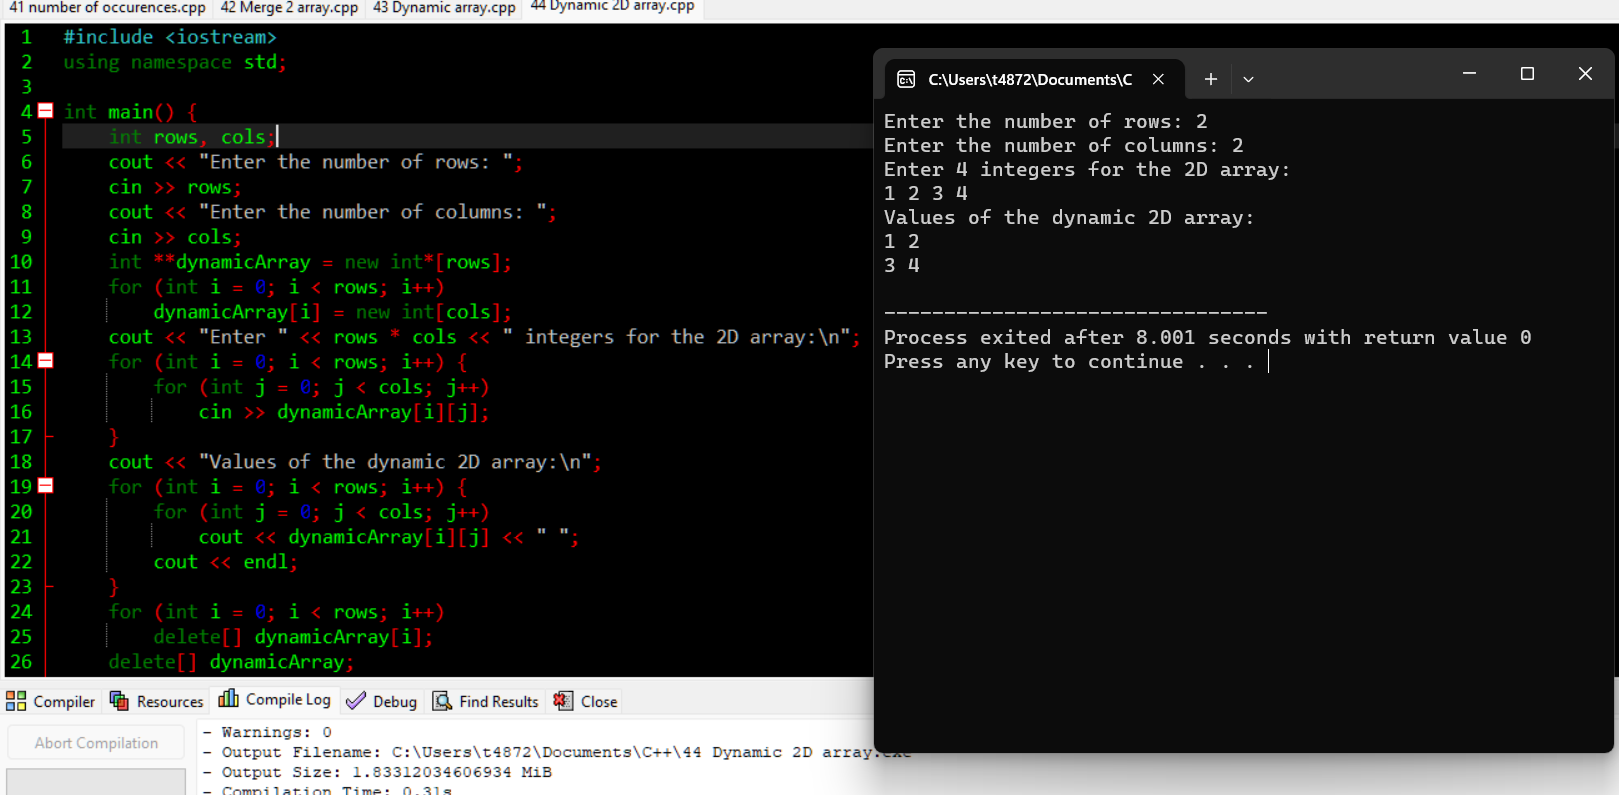 41 number of occurences.cpp 42 Merge 2 array.cpp 43 Dynamic array.cpp 44 Dynamic 2D array.cpp
1 #include <iostream>
2 using namespace std;
3
4 int main() {
5 int rows, cols;
6 cout << "Enter the number of rows: ";
7 cin >> rows;
8 cout << "Enter the number of columns: ";
9 cin >> cols;
10 int **dynamicArray = new int*[rows];
11 for (int i = 0; i < rows; i++)
12 dynamicArray[i] = new int[cols];
13 cout << "Enter " << rows * cols << " integers for the 2D array:\n";
14 for (int i = 0; i < rows; i++) {
15 for (int j = 0; j < cols; j++)
16 cin >> dynamicArray[i][j];
17 }
18 cout << "Values of the dynamic 2D array:\n";
19 for (int i = 0; i < rows; i++) {
20 for (int j = 0; j < cols; j++)
21 cout << dynamicArray[i][j] << " ";
22 cout << endl;
23 }
24 for (int i = 0; i < rows; i++)
25 delete[] dynamicArray[i];
26 delete[] dynamicArray;
C:\Users\t4872\Documents\C
Enter the number of rows: 2
Enter the number of columns: 2
Enter 4 integers for the 2D array:
1 2 3 4
Values of the dynamic 2D array:
1 2
3 4
--------------------------------
Process exited after 8.001 seconds with return value 0
Press any key to continue . . .
Compiler Resources Compile Log Debug Find Results Close
Abort Compilation
- Warnings: 0
- Output Filename: C:\Users\t4872\Documents\C++\44 Dynamic 2D array.exe
- Output Size: 1.83312034606934 MiB
- Compilation Time: 0.31s